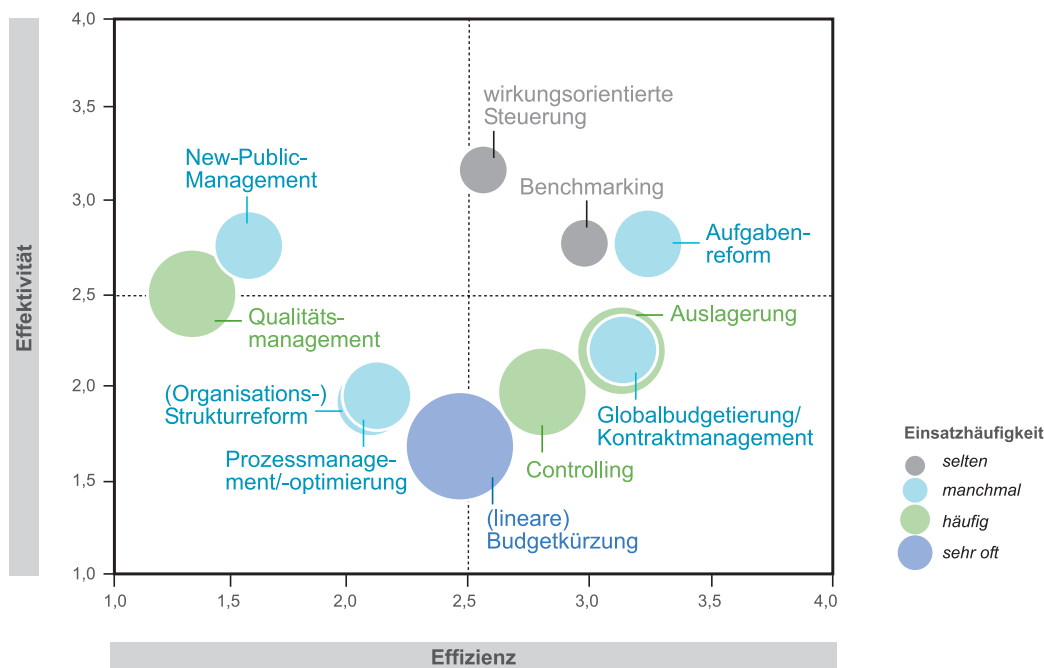 4,0
3,5
3,0
2,5
2,0
1,5
1,0
Effektivität
wirkungsorientierte
Steuerung
New-Public-
Management
Benchmarking
Aufgaben-
reform
Qualitäts-
management
Auslagerung
(Organisations-)
Strukturreform
Globalbudgetierung/
Kontraktmanagement
Prozessmanage-
ment/-optimierung
Controlling
(lineare)
Budgetkürzung
1,0
1,5
2,0
2,5
3,0
3,5
4,0
Effizienz
Einsatzhäufigkeit
selten
manchmal
häufig
sehr oft